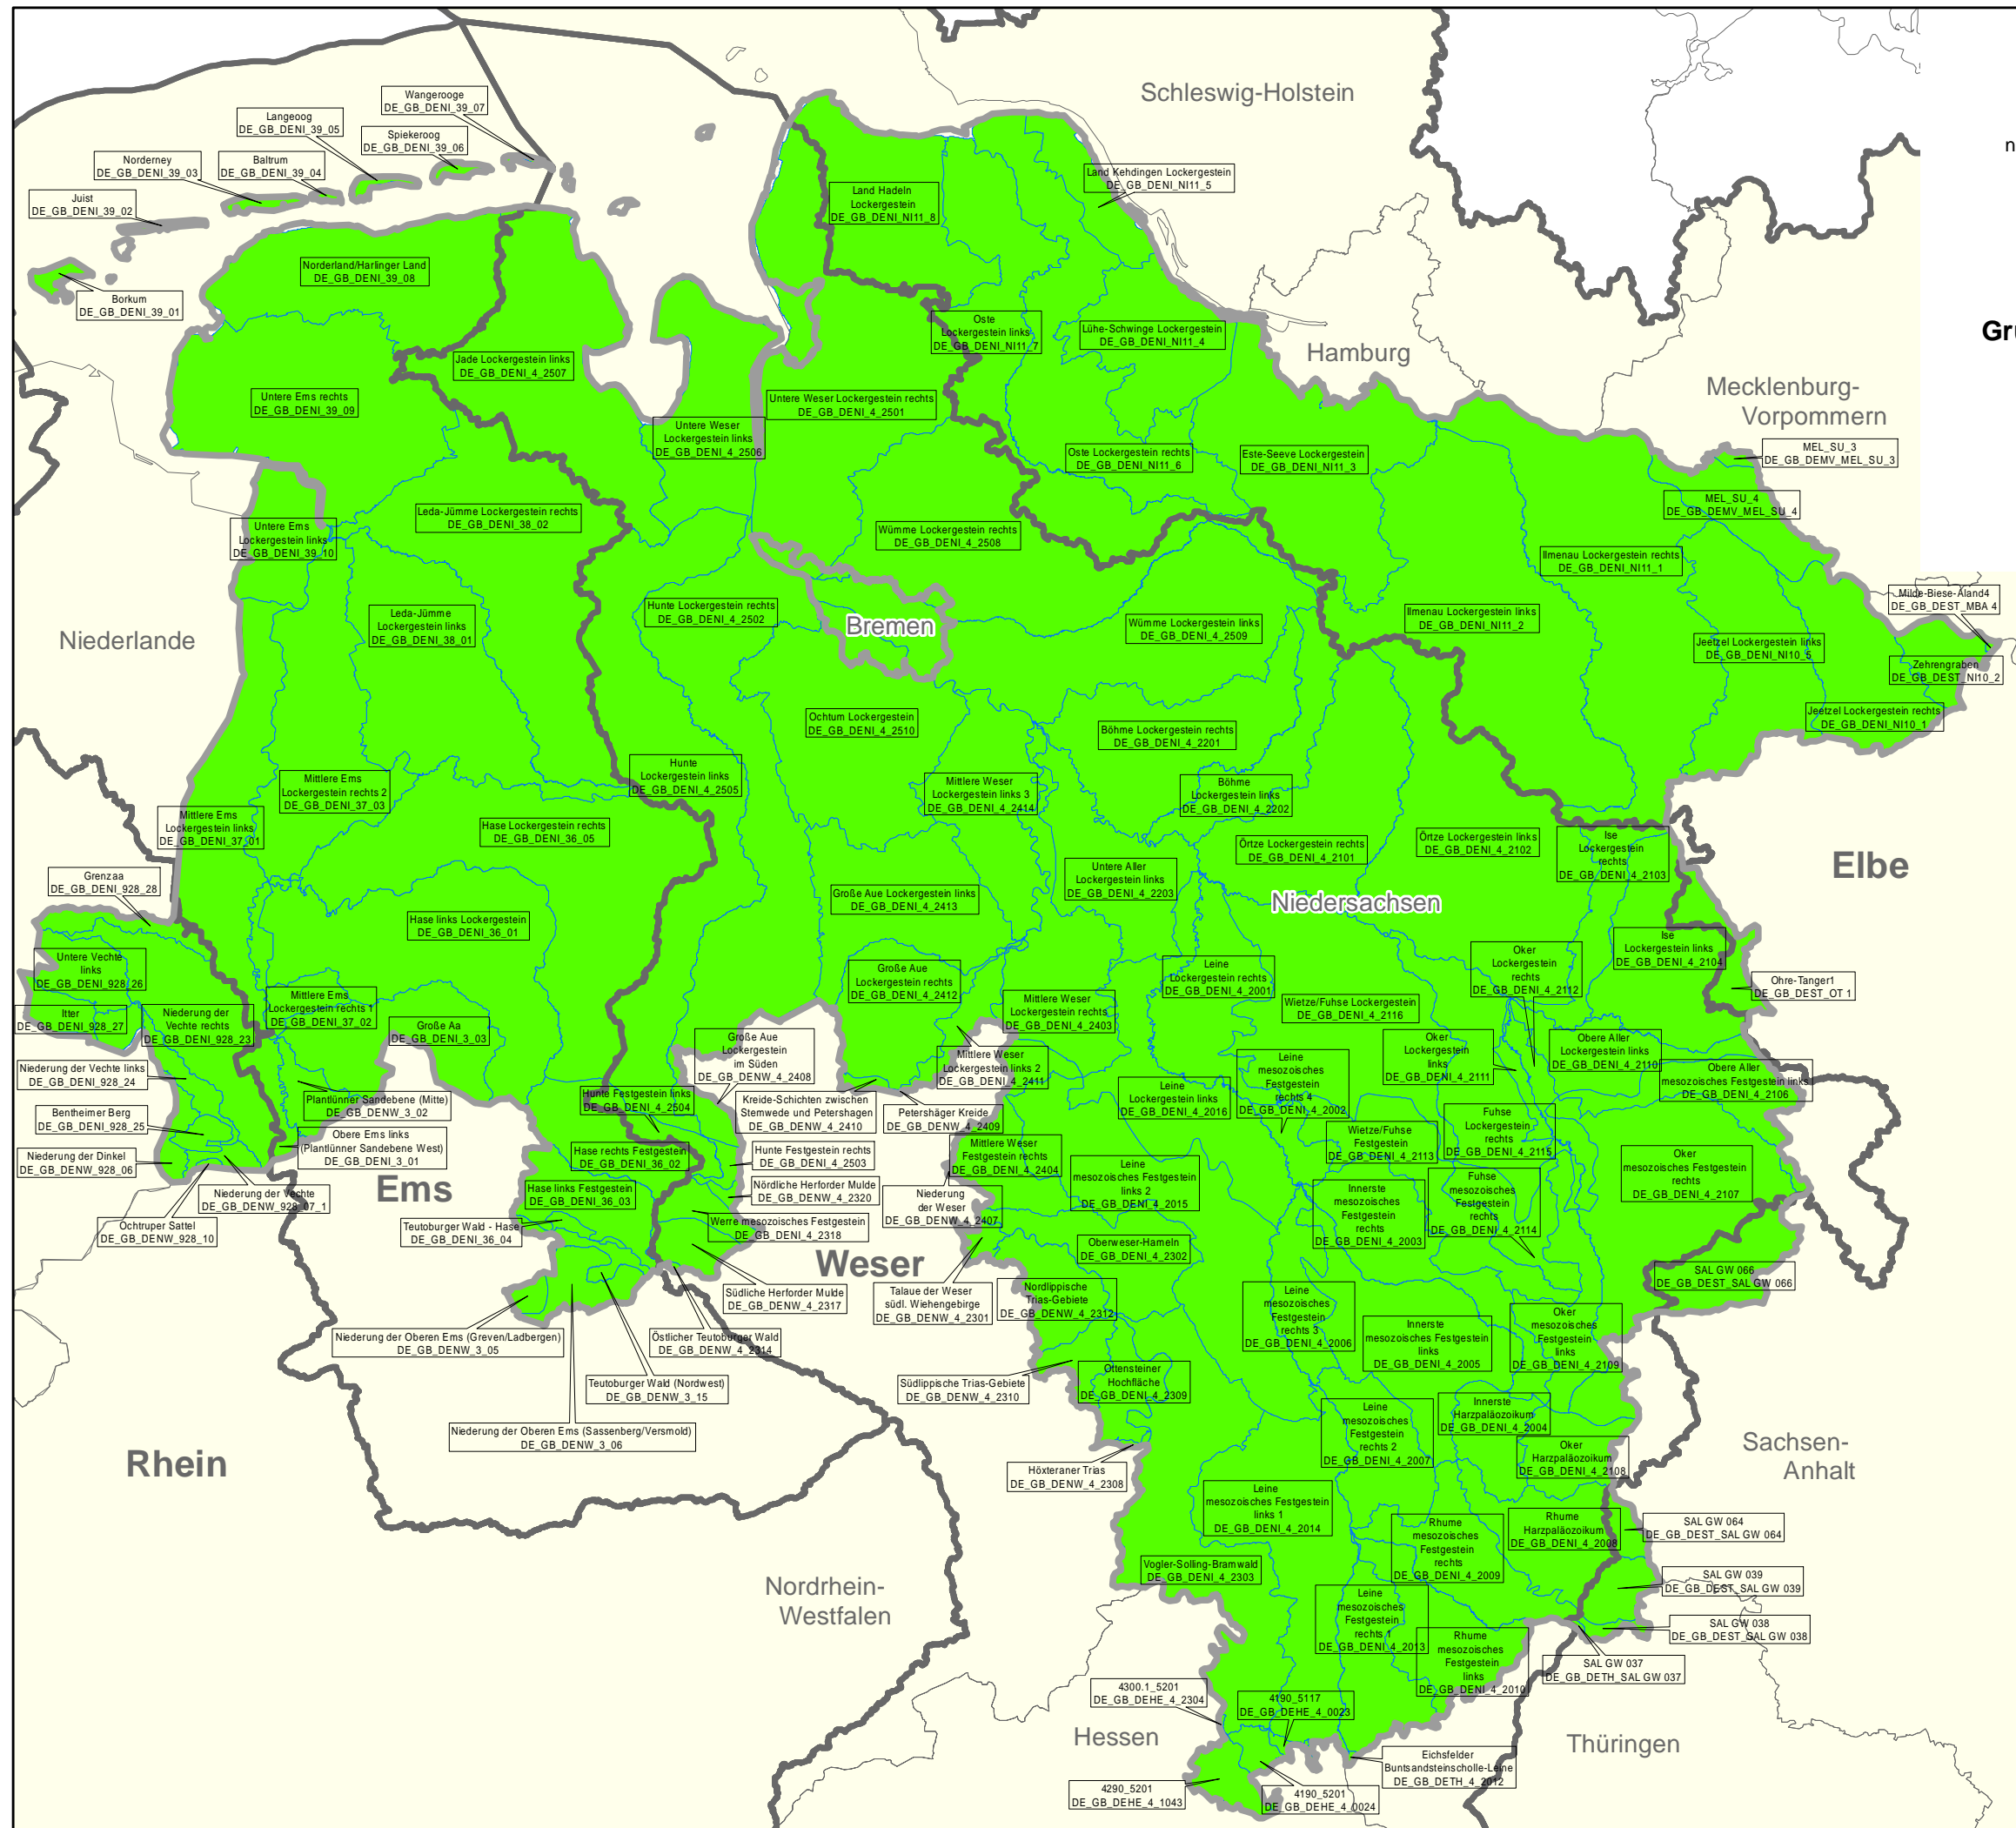 Schleswig-Holstein
Wangerooge
DE_GB_DENI_39_07
Langeoog
DE_GB_DENI_39_05
Spiekeroog
DE_GB_DENI_39_06
Norderney
DE_GB_DENI_39_03
Baltrum
DE_GB_DENI_39_04
Juist
DE_GB_DENI_39_02
Borkum
DE_GB_DENI_39_01
Land Hadeln
Lockergestein
DE_GB_DENI_NI11_8
Land Kehdingen Lockergestein
DE_GB_DENI_NI11_5
Norderland/Harlinger Land
DE_GB_DENI_39_08
Oste
Lockergestein links
DE_GB_DENI_NI11_7
Lühe-Schwinge Lockergestein
DE_GB_DENI_NI11_4
Hamburg
Gru
n
Mecklenburg-
Vorpommern
Jade Lockergestein links
DE_GB_DENI_4_2507
Untere Ems rechts
DE_GB_DENI_39_09
Untere Weser Lockergestein rechts
DE_GB_DENI_4_2501
Untere Weser
Lockergestein links
DE_GB_DENI_4_2506
Oste Lockergestein rechts
DE_GB_DENI_NI11_6
Este-Seeve Lockergestein
DE_GB_DENI_NI11_3
MEL_SU_3
DE_GB_DEMV_MEL_SU_3
MEL_SU_4
DE_GB_DEMV_MEL_SU_4
Leda-Jümme Lockergestein rechts
DE_GB_DENI_38_02
Untere Ems
Lockergestein links
DE_GB_DENI_39_10
Wümme Lockergestein rechts
DE_GB_DENI_4_2508
Ilmenau Lockergestein rechts
DE_GB_DENI_NI11_1
Milde-Biese-Aland4
DE_GB_DEST_MBA 4
Niederlande
Leda-Jümme
Lockergestein links
DE_GB_DENI_38_01
Hunte Lockergestein rechts
DE_GB_DENI_4_2502
Bremen
Wümme Lockergestein links
DE_GB_DENI_4_2509
Ilmenau Lockergestein links
DE_GB_DENI_NI11_2
Jeetzel Lockergestein links
DE_GB_DENI_NI10_5
Zehrengraben
DE_GB_DEST_NI10_2
Jeetzel Lockergestein rechts
DE_GB_DENI_NI10_1
Ochtum Lockergestein
DE_GB_DENI_4_2510
Böhme Lockergestein rechts
DE_GB_DENI_4_2201
Mittlere Ems
Lockergestein rechts 2
DE_GB_DENI_37_03
Hunte
Lockergestein links
DE_GB_DENI_4_2505
Mittlere Weser
Lockergestein links 3
DE_GB_DENI_4_2414
Böhme
Lockergestein links
DE_GB_DENI_4_2202
Mittlere Ems
Lockergestein links
DE_GB_DENI_37_01
Hase Lockergestein rechts
DE_GB_DENI_36_05
Örtze Lockergestein rechts
DE_GB_DENI_4_2101
Örtze Lockergestein links
DE_GB_DENI_4_2102
Ise
Lockergestein
rechts
DE_GB_DENI_4_2103
Elbe
Grenzaa
DE_GB_DENI_928_28
Große Aue Lockergestein links
DE_GB_DENI_4_2413
Untere Aller
Lockergestein links
DE_GB_DENI_4_2203
Niedersachsen
Hase links Lockergestein
DE_GB_DENI_36_01
Untere Vechte
links
DE_GB_DENI_928_26
Große Aue
Lockergestein rechts
DE_GB_DENI_4_2412
Leine
Lockergestein rechts
DE_GB_DENI_4_2001
Oker
Lockergestein
rechts
DE_GB_DENI_4_2112
Ise
Lockergestein links
DE_GB_DENI_4_2104
Ohre-Tanger1
DE_GB_DEST_OT 1
Itter
DE_GB_DENI_928_27
Niederung der
Vechte rechts
DE_GB_DENI_928_23
Mittlere Ems
Lockergestein rechts 1
DE_GB_DENI_37_02
Große Aa
DE_GB_DENI_3_03
Mittlere Weser
Lockergestein rechts
DE_GB_DENI_4_2403
Wietze/Fuhse Lockergestein
DE_GB_DENI_4_2116
Große Aue
Lockergestein
im Süden
DE_GB_DENW_4_2408
Mittlere Weser
Lockergestein links 2
DE_GB_DENI_4_2411
Oker
Lockergestein
links
DE_GB_DENI_4_2111
Obere Aller
Lockergestein links
DE_GB_DENI_4_2110
Obere Aller
mesozoisches Festgestein links
DE_GB_DENI_4_2106
Niederung der Vechte links
DE_GB_DENI_928_24
Plantlünner Sandebene (Mitte)
DE_GB_DENW_3_02
Hunte Festgestein links
DE_GB_DENI_4_2504
Kreide-Schichten zwischen
Stemwede und Petershagen
DE_GB_DENW_4_2410
Petershäger Kreide
DE_GB_DENW_4_2409
Leine
Lockergestein links
DE_GB_DENI_4_2016
Leine
mesozoisches
Festgestein
rechts 4
DE_GB_DENI_4_2002
Bentheimer Berg
DE_GB_DENI_928_25
Obere Ems links
(Plantlünner Sandebene West)
DE_GB_DENI_3_01
Wietze/Fuhse
Festgestein
DE_GB_DENI_4_2113
Fuhse
Lockergestein
rechts
DE_GB_DENI_4_2115
Niederung der Dinkel
DE_GB_DENW_928_06
Hase rechts Festgestein
DE_GB_DENI_36_02
Hunte Festgestein rechts
DE_GB_DENI_4_2503
Mittlere Weser
Festgestein rechts
DE_GB_DENI_4_2404
Oker
mesozoisches Festgestein
rechts
DE_GB_DENI_4_2107
Niederung der Vechte
DE_GB_DENW_928_07_1
Ems
Hase links Festgestein
DE_GB_DENI_36_03
Nördliche Herforder Mulde
DE_GB_DENW_4_2320
Niederung
der Weser
DE_GB_DENW_4_2407
Leine
mesozoisches Festgestein
links 2
DE_GB_DENI_4_2015
Innerste
mesozoisches
Festgestein
rechts
DE_GB_DENI_4_2003
Fuhse
mesozoisches
Festgestein
rechts
DE_GB_DENI_4_2114
Ochtruper Sattel
DE_GB_DENW_928_10
Teutoburger Wald - Hase
DE_GB_DENI_36_04
Werre mesozoisches Festgestein
DE_GB_DENI_4_2318
Weser
Oberweser-Hameln
DE_GB_DENI_4_2302
SAL GW 066
DE_GB_DEST_SAL GW 066
Südliche Herforder Mulde
DE_GB_DENW_4_2317
Talaue der Weser
südl. Wiehengebirge
DE_GB_DENW_4_2301
Nordlippische
Trias-Gebiete
DE_GB_DENW_4_2312
Leine
mesozoisches
Festgestein
rechts 3
DE_GB_DENI_4_2006
Innerste
mesozoisches Festgestein
links
DE_GB_DENI_4_2005
Oker
mesozoisches
Festgestein
links
DE_GB_DENI_4_2109
Niederung der Oberen Ems (Greven/Ladbergen)
DE_GB_DENW_3_05
Östlicher Teutoburger Wald
DE_GB_DENW_4_2314
Teutoburger Wald (Nordwest)
DE_GB_DENW_3_15
Südlippische Trias-Gebiete
DE_GB_DENW_4_2310
Ottensteiner
Hochfläche
DE_GB_DENI_4_2309
Niederung der Oberen Ems (Sassenberg/Versmold)
DE_GB_DENW_3_06
Leine
mesozoisches
Festgestein
rechts 2
DE_GB_DENI_4_2007
Innerste
Harzpaläozoikum
DE_GB_DENI_4_2004
Oker
Harzpaläozoikum
DE_GB_DENI_4_2108
Sachsen-
Anhalt
Rhein
Höxteraner Trias
DE_GB_DENW_4_2308
Leine
mesozoisches Festgestein
links 1
DE_GB_DENI_4_2014
Rhume
mesozoisches
Festgestein
rechts
DE_GB_DENI_4_2009
Rhume
Harzpaläozoikum
DE_GB_DENI_4_2008
SAL GW 064
DE_GB_DEST_SAL GW 064
Vogler-Solling-Bramwald
DE_GB_DENI_4_2303
SAL GW 039
DE_GB_DEST_SAL GW 039
Nordrhein-
Westfalen
Leine
mesozoisches
Festgestein
rechts 1
DE_GB_DENI_4_2013
SAL GW 038
DE_GB_DEST_SAL GW 038
Rhume
mesozoisches
Festgestein
links
DE_GB_DENI_4_2010
SAL GW 037
DE_GB_DETH_SAL GW 037
4300.1_5201
DE_GB_DEHE_4_2304
4190_5117
DE_GB_DEHE_4_0023
Hessen
Thüringen
Eichsfelder
Buntsandsteinscholle-Leine
DE_GB_DETH_4_2012
4290_5201
DE_GB_DEHE_4_1043
4190_5201
DE_GB_DEHE_4_0024